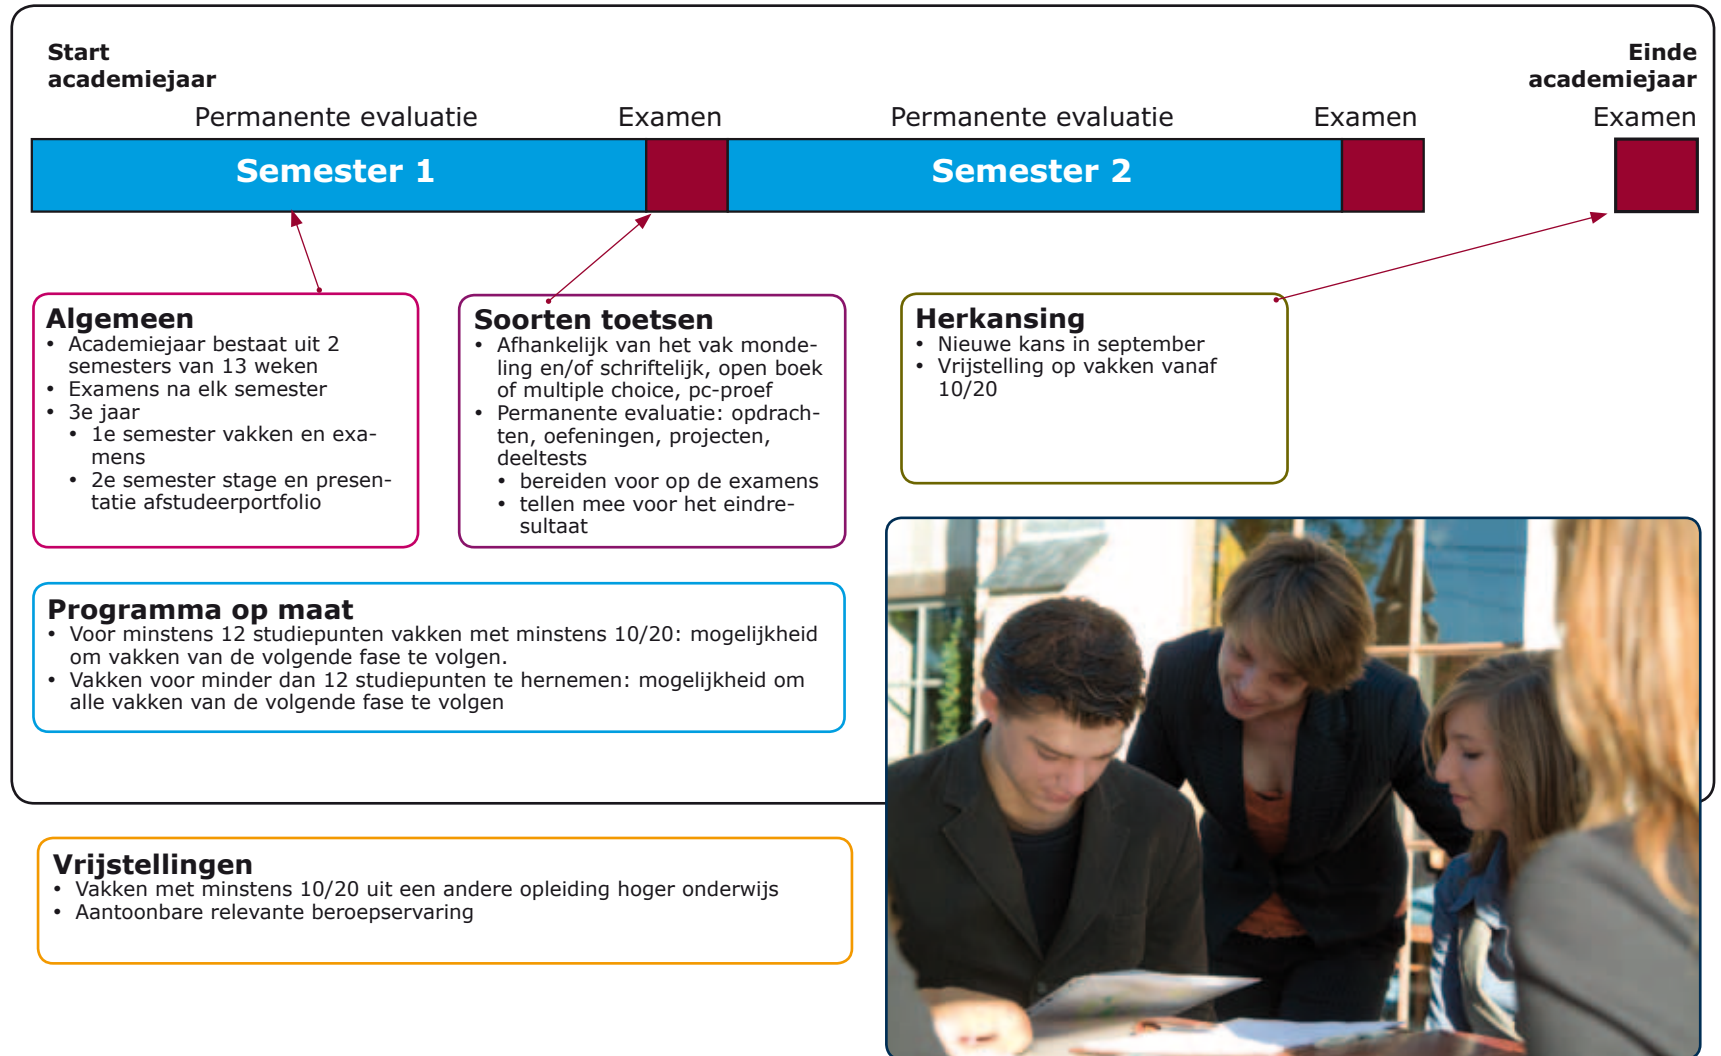 Start
academiejaar
Einde
academiejaar
Permanente evaluatie
Examen
Permanente evaluatie
Examen
Examen
Semester 1
Semester 2
Algemeen
• Academiejaar bestaat uit 2
semesters van 13 weken
• Examens na elk semester
• 3e jaar
• 1e semester vakken en exa-
mens
• 2e semester stage en presen-
tatie afstudeerportfolio
Soorten toetsen
• Afhankelijk van het vak monde-
ling en/of schriftelijk, open boek
of multiple choice, pc-proef
• Permanente evaluatie: opdrach-
ten, oefeningen, projecten,
deeltests
• bereiden voor op de examens
• tellen mee voor het eindre-
sultaat
Herkansing
• Nieuwe kans in september
• Vrijstelling op vakken vanaf
10/20
Programma op maat
• Voor minstens 12 studiepunten vakken met minstens 10/20: mogelijkheid
om vakken van de volgende fase te volgen.
• Vakken voor minder dan 12 studiepunten te hernemen: mogelijkheid om
alle vakken van de volgende fase te volgen
Vrijstellingen
• Vakken met minstens 10/20 uit een andere opleiding hoger onderwijs
• Aantoonbare relevante beroepservaring